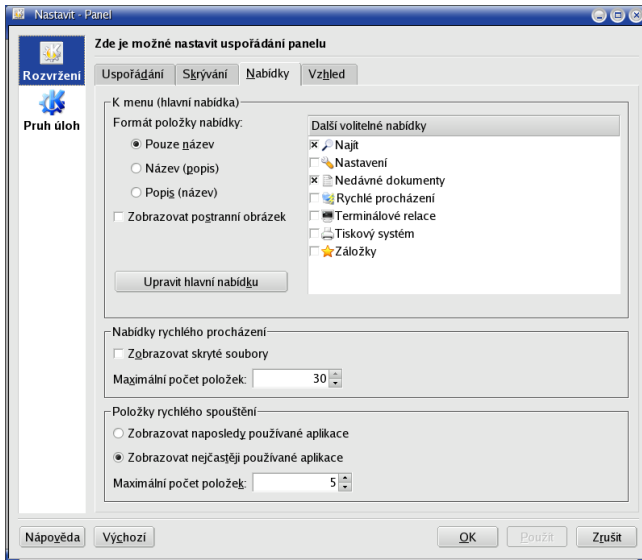 Nastavit - Panel
Rozvržení
Pruh úloh
Zde je možné nastavit uspořádání panelu
Uspořádání
Skrývání
Nabídky
Vzhled
K menu (hlavní nabídka)
Formát položky nabídky:
Pouze název
Název (popis)
Popis (název)
Zobrazovat postranní obrázek
Upravit hlavní nabídku
Další volitelné nabídky
Najít
Nastavení
Nedávné dokumenty
Rychlé procházení
Terminálové relace
Tiskový systém
Záložky
Nabídky rychlého procházení
Zobrazovat skryté soubory
Maximální počet položek: 30
Položky rychlého spouštění
Zobrazovat naposledy používané aplikace
Zobrazovat nejčastěji používané aplikace
Maximální počet položek: 5
Nápověda
Výchozí
OK
Použít
Zrušit